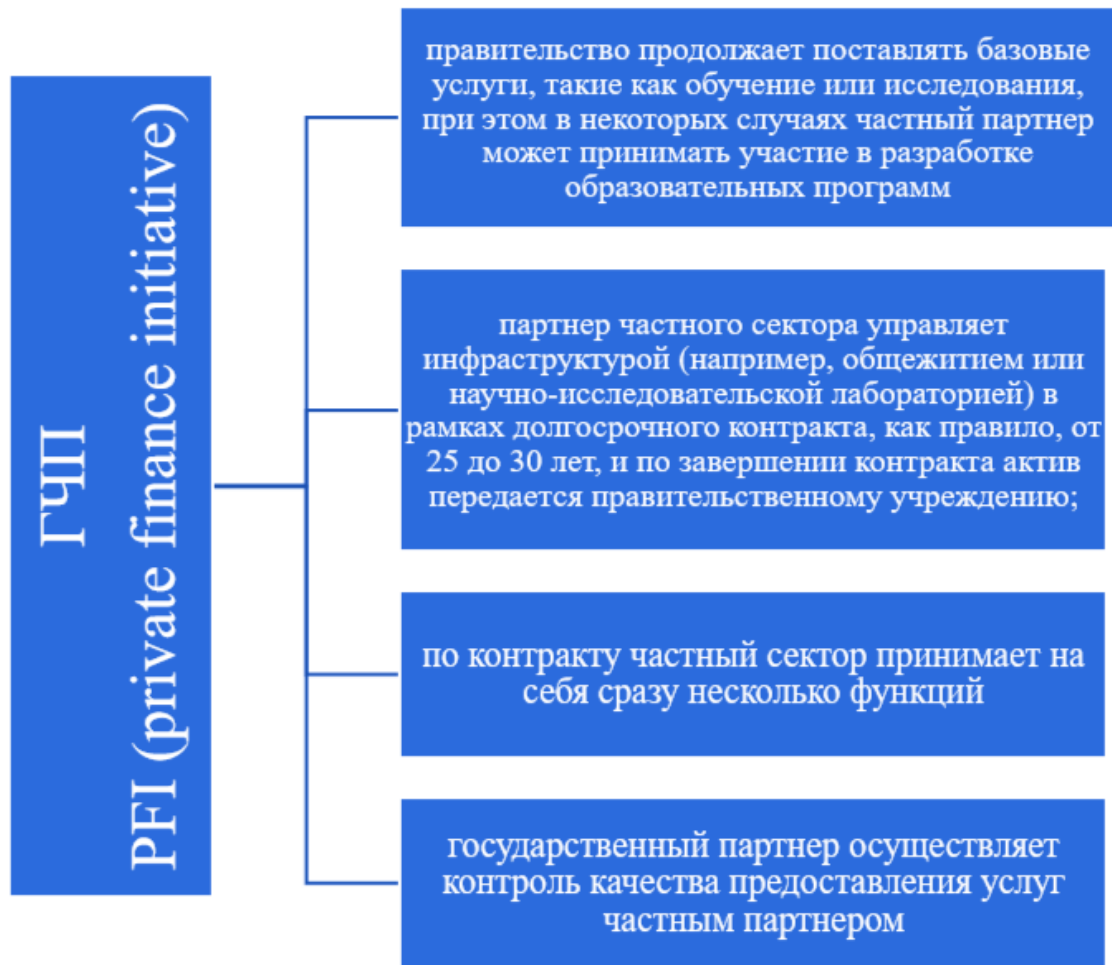 ГЧП
PFI (private finance initiative)
правительство продолжает поставлять базовые
услуги, такие как обучение или исследования,
при этом в некоторых случаях частный партнер
может принимать участие в разработке
образовательных программ
партнер частного сектора управляет
инфраструктурой (например, общежитием или
научно-исследовательской лабораторией) в
рамках долгосрочного контракта, как правило, от
25 до 30 лет, и по завершении контракта актив
передается правительственному учреждению;
по контракту частный сектор принимает на
себя сразу несколько функций
государственный партнер осуществляет
контроль качества предоставления услуг
частным партнером